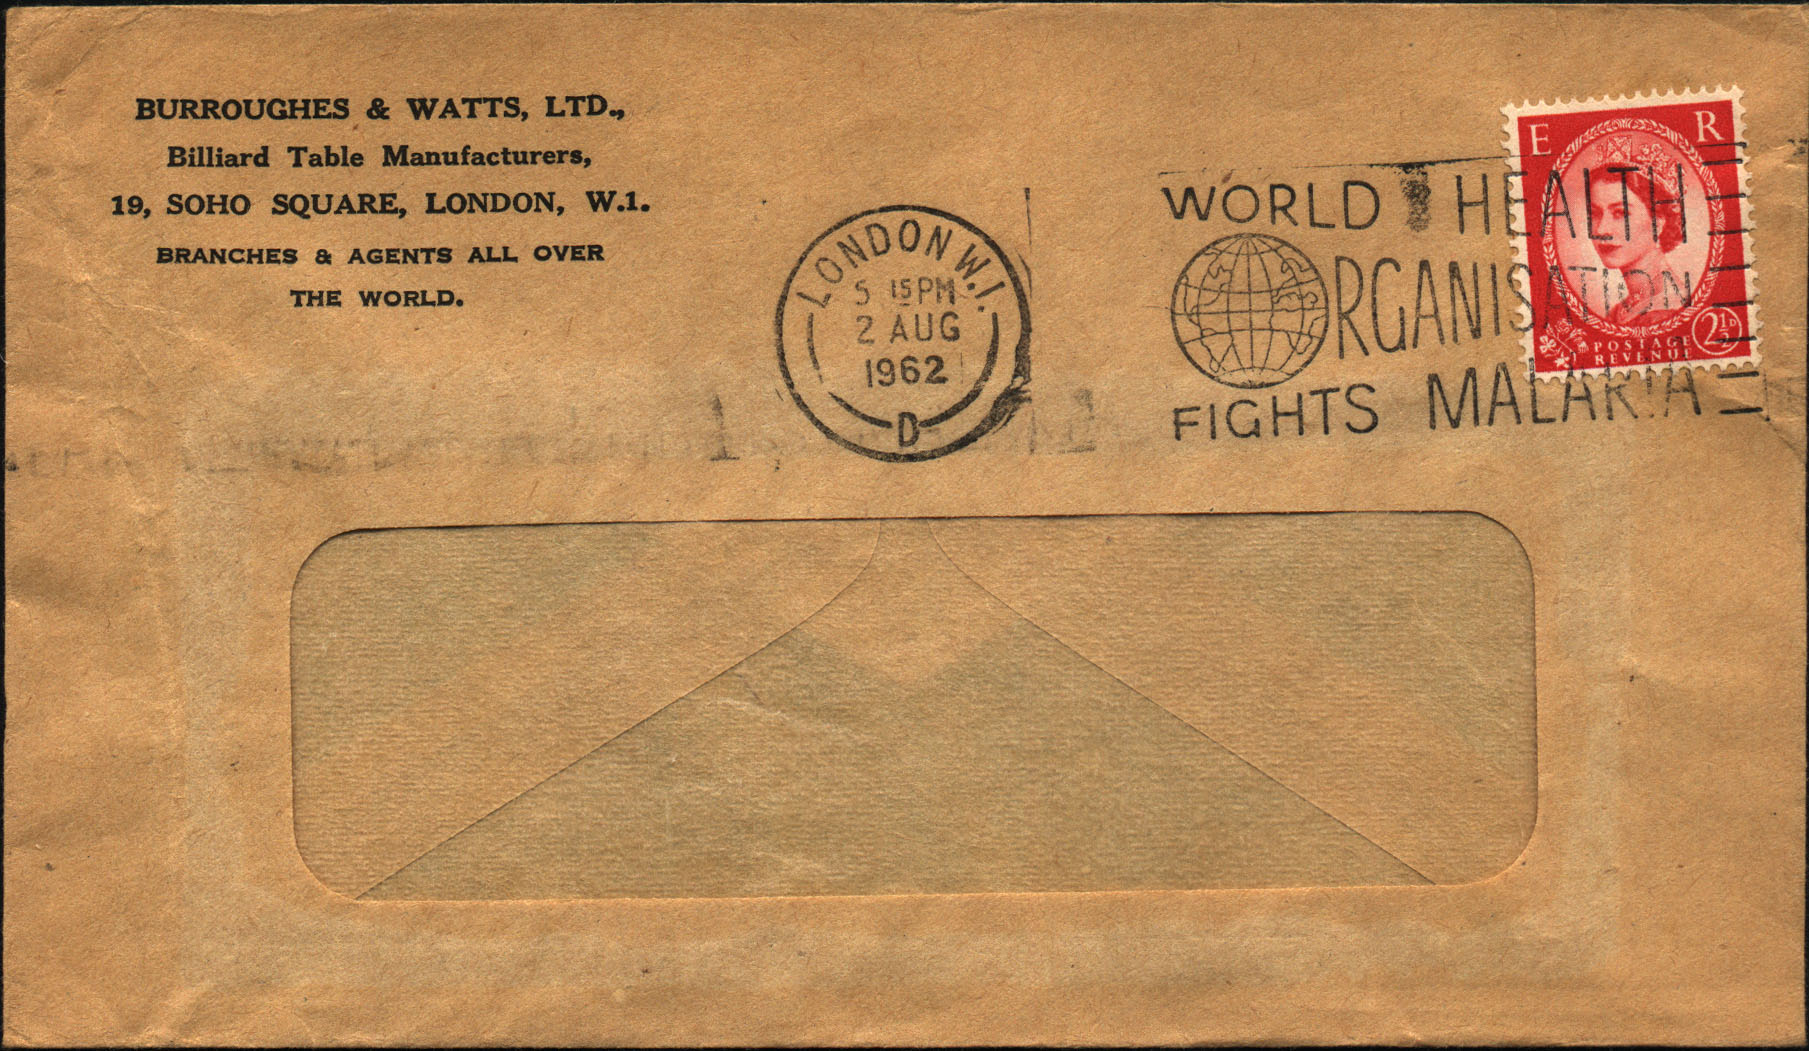 BURROUGHES & WATTS, LTD.,
Billiard Table Manufacturers,
19, SOHO SQUARE, LONDON, W.1.
BRANCHES & AGENTS ALL OVER
THE WORLD.
LONDON W.1.
5 15 PM
2 AUG
1962
D
WORLD HEALTH
RGANISATION
FIGHTS MALARIA
E R
POSTAGE
REVENUE
2½D